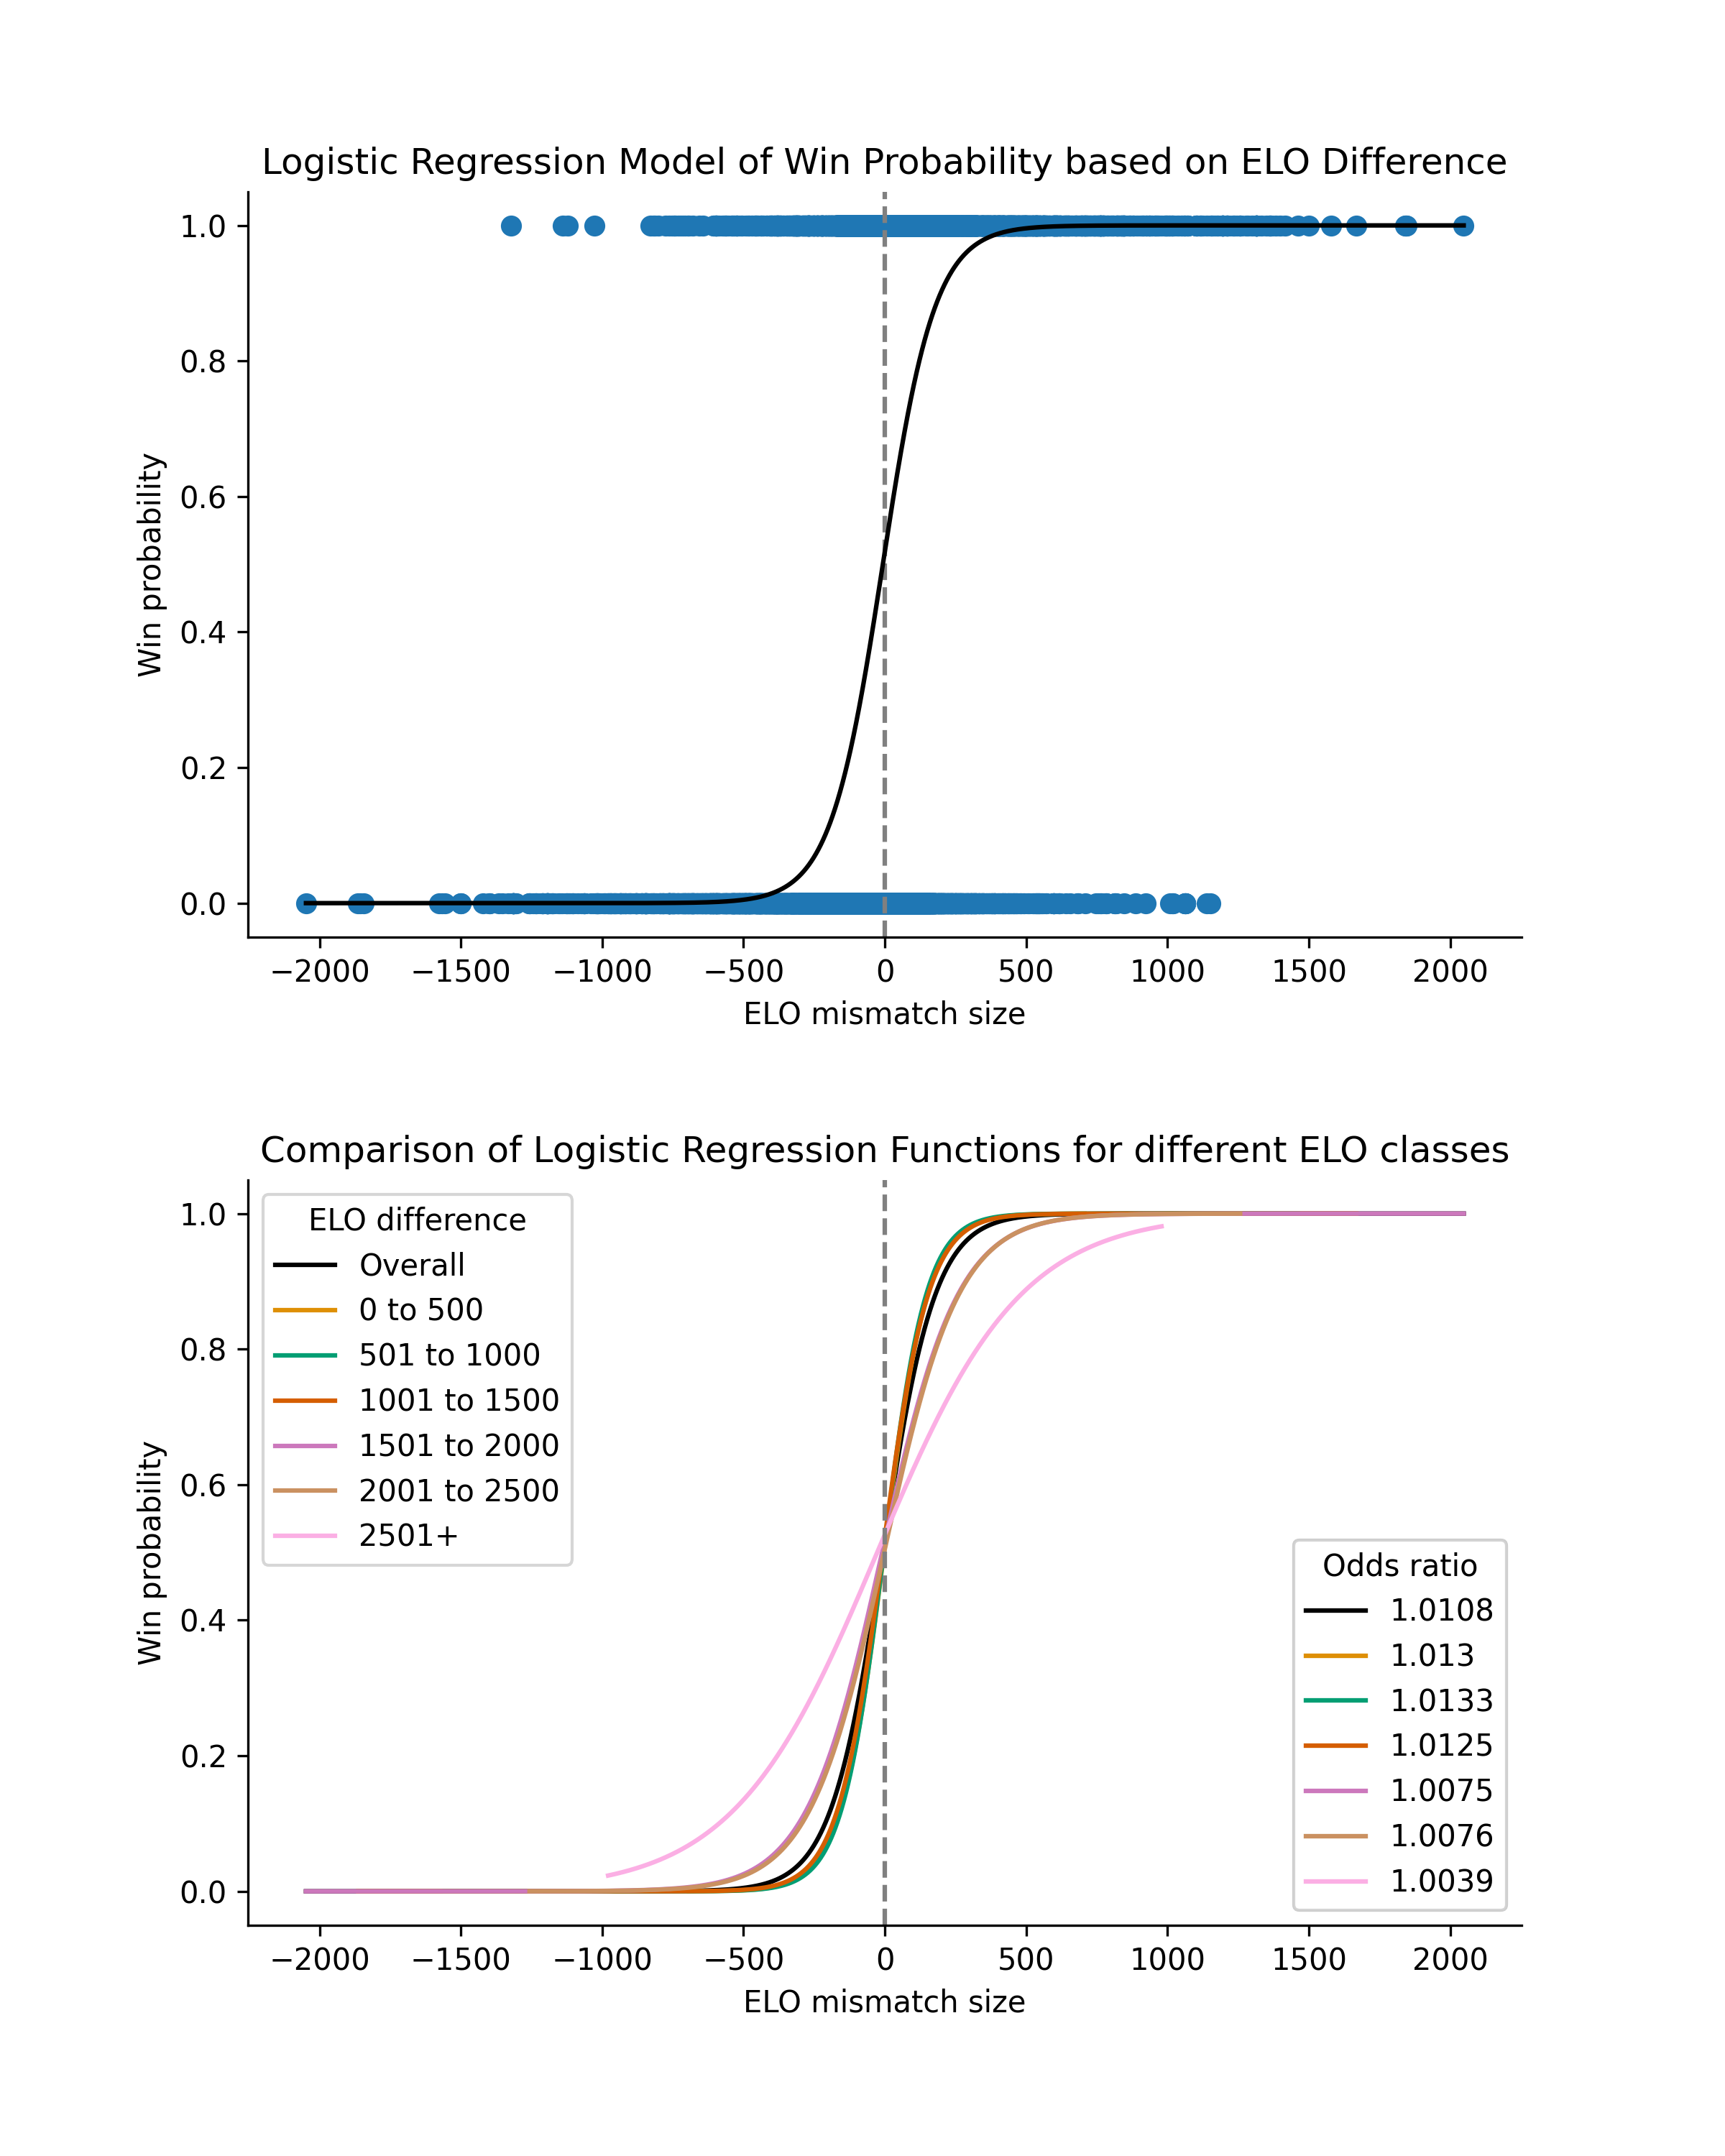 Logistic Regression Model of Win Probability based on ELO Difference
1.0
0.8
0.6
0.4
0.2
0.0
Win probability
−2000 −1500 −1000 −500 0 500 1000 1500 2000
ELO mismatch size
Comparison of Logistic Regression Functions for different ELO classes
1.0
0.8
0.6
0.4
0.2
0.0
Win probability
ELO difference
Overall
0 to 500
501 to 1000
1001 to 1500
1501 to 2000
2001 to 2500
2501+
Odds ratio
1.0108
1.013
1.0133
1.0125
1.0075
1.0076
1.0039
−2000 −1500 −1000 −500 0 500 1000 1500 2000
ELO mismatch size